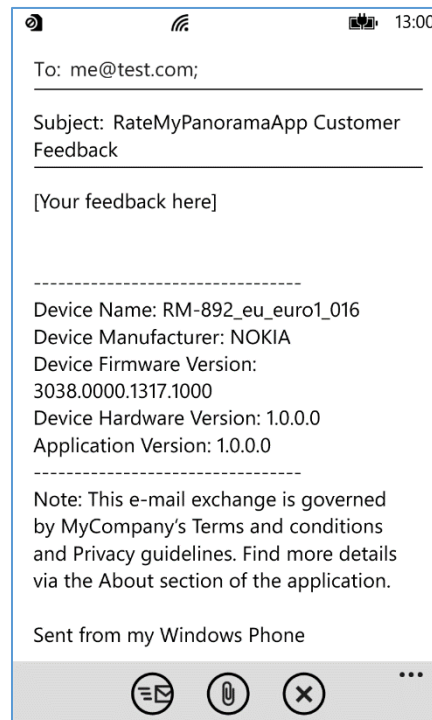 13:00
To: me@test.com;
Subject: RateMyPanoramaApp Customer
Feedback
[Your feedback here]
---------------------------------
Device Name: RM-892_eu_euro1_016
Device Manufacturer: NOKIA
Device Firmware Version:
3038.0000.1317.1000
Device Hardware Version: 1.0.0.0
Application Version: 1.0.0.0
---------------------------------
Note: This e-mail exchange is governed
by MyCompany's Terms and conditions
and Privacy guidelines. Find more details
via the About section of the application.
Sent from my Windows Phone
...